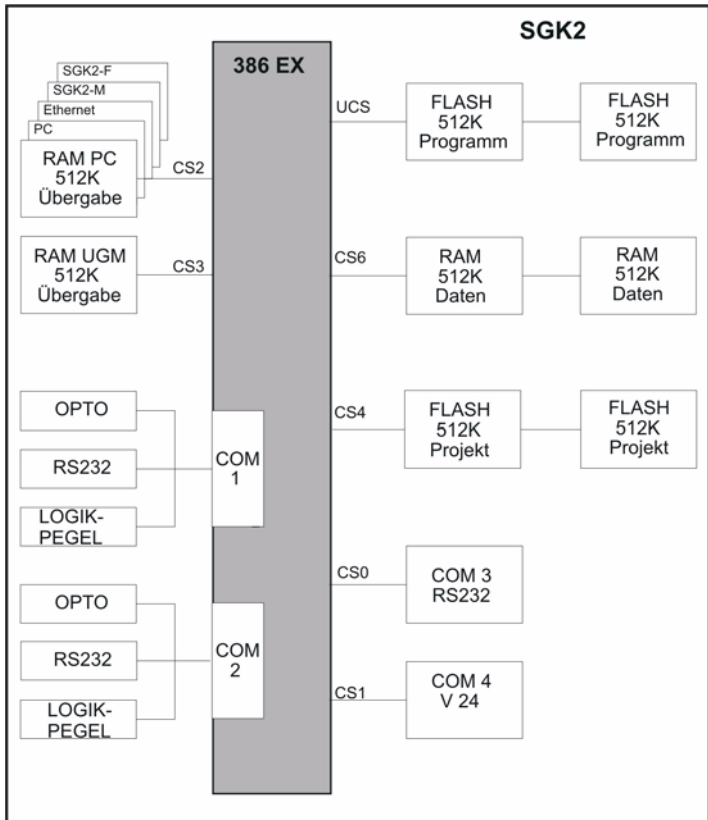 SGK2
386 EX
SGK2-F
SGK2-M
Ethernet
PC
RAM PC
512K
Übergabe
CS2
RAM UGM
512K
Übergabe
CS3
OPTO
RS232
LOGIK-
PEGEL
COM
1
OPTO
RS232
LOGIK-
PEGEL
COM
2
UCS
FLASH
512K
Programm
FLASH
512K
Programm
CS6
RAM
512K
Daten
RAM
512K
Daten
CS4
FLASH
512K
Projekt
FLASH
512K
Projekt
CS0
COM 3
RS232
CS1
COM 4
V 24